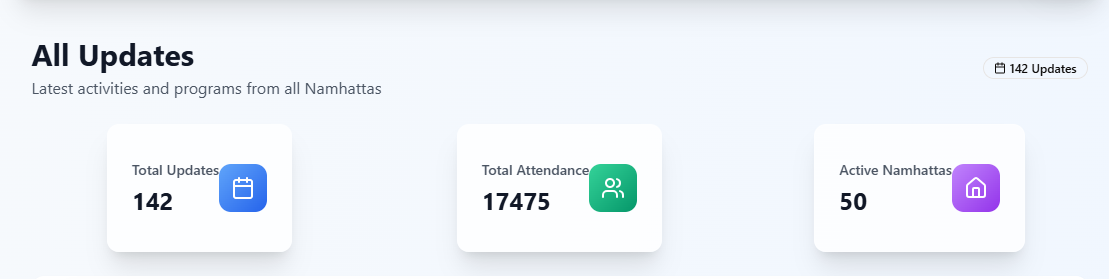 All Updates
Latest activities and programs from all Namhattas
142 Updates
Total Updates
142
Total Attendance
17475
Active Namhattas
50